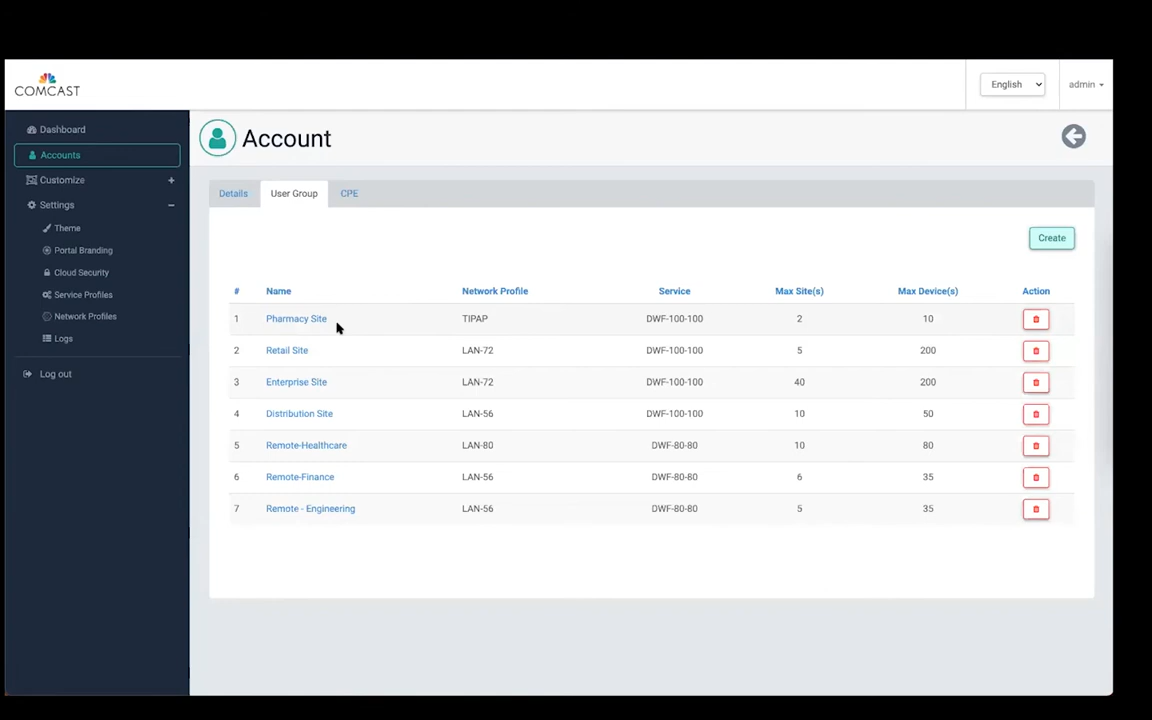 COMCAST
English
admin
Dashboard
Accounts
Customize +
Settings −
Theme
Portal Branding
Cloud Security
Service Profiles
Network Profiles
Logs
Log out
Account
Details User Group CPE
Create
# Name Network Profile Service Max Site(s) Max Device(s) Action
1 Pharmacy Site TIPAP DWF-100-100 2 10
2 Retail Site LAN-72 DWF-100-100 5 200
3 Enterprise Site LAN-72 DWF-100-100 40 200
4 Distribution Site LAN-56 DWF-100-100 10 50
5 Remote-Healthcare LAN-80 DWF-80-80 10 80
6 Remote-Finance LAN-56 DWF-80-80 6 35
7 Remote - Engineering LAN-56 DWF-80-80 5 35